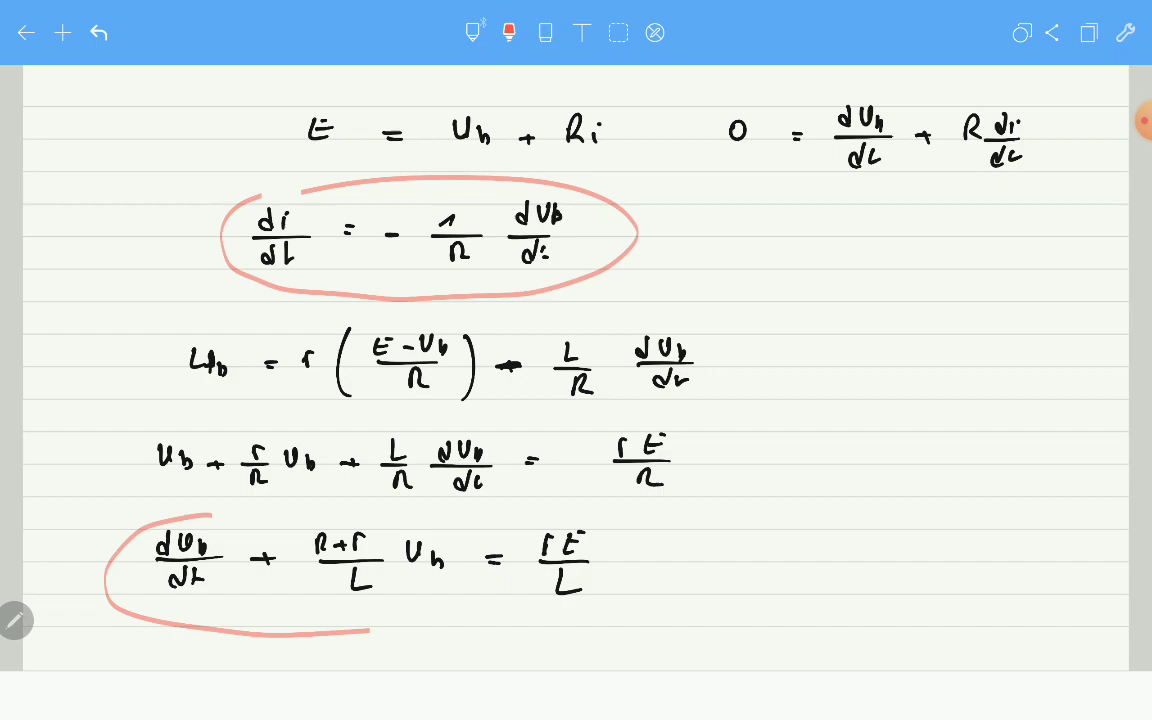 E = U_b + Ri    0 = dU_b/dt + R di/dt
di/dt = - 1/R dU_b/dt
U_b = r ( (E - U_b)/R ) - L/R dU_b/dt
U_b + r/R U_b + L/R dU_b/dt = rE/R
dU_b/dt + (R+r)/L U_b = rE/L